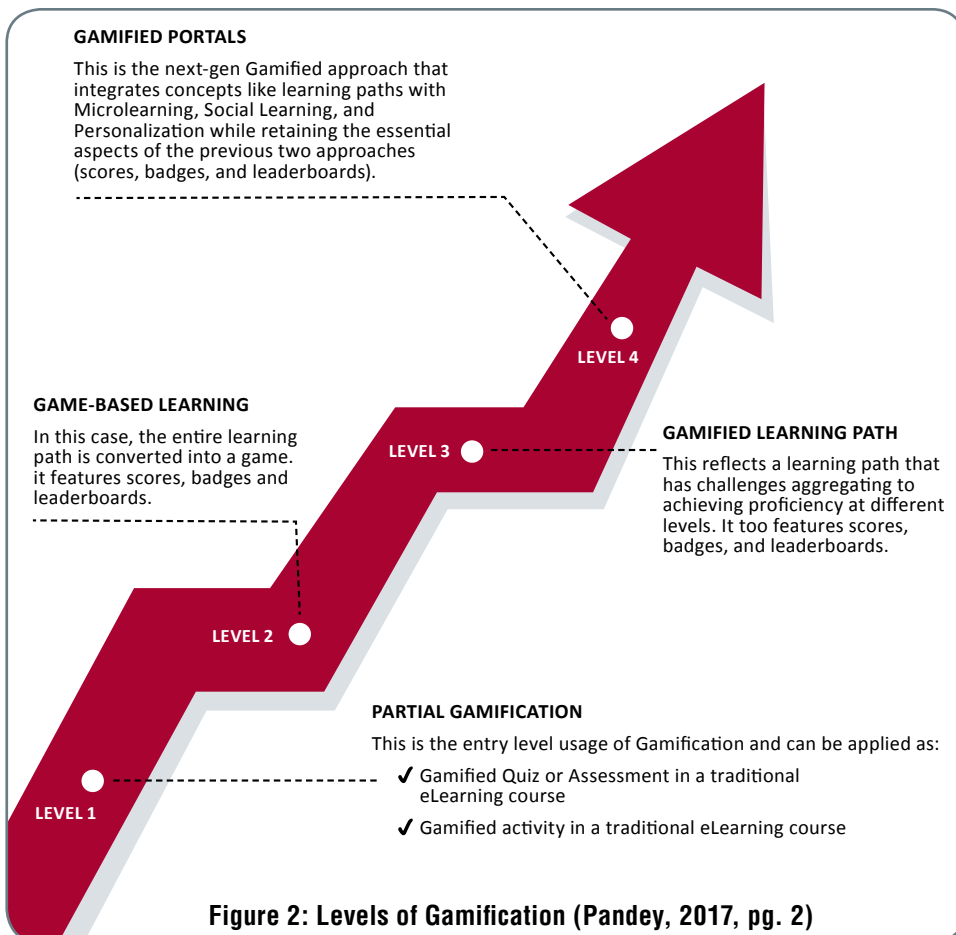 GAMIFIED PORTALS
This is the next-gen Gamified approach that
integrates concepts like learning paths with
Microlearning, Social Learning, and
Personalization while retaining the essential
aspects of the previous two approaches
(scores, badges, and leaderboards).
LEVEL 4
GAME-BASED LEARNING
In this case, the entire learning
path is converted into a game.
it features scores, badges and
leaderboards.
LEVEL 3
GAMIFIED LEARNING PATH
This reflects a learning path that
has challenges aggregating to
achieving proficiency at different
levels. It too features scores,
badges, and leaderboards.
LEVEL 2
PARTIAL GAMIFICATION
This is the entry level usage of Gamification and can be applied as:
✓ Gamified Quiz or Assessment in a traditional
eLearning course
✓ Gamified activity in a traditional eLearning course
LEVEL 1
Figure 2: Levels of Gamification (Pandey, 2017, pg. 2)